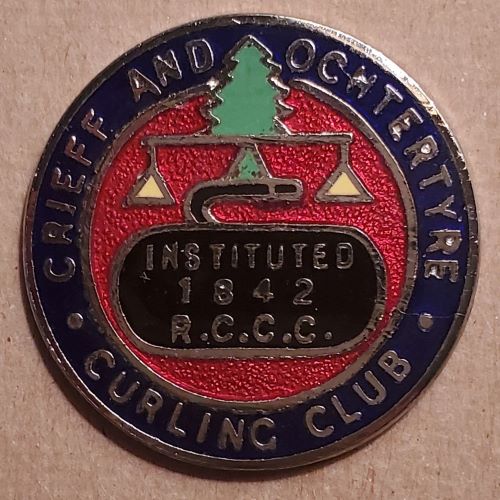 CRIEFF AND OCHTERTYRE
INSTITUTED
1842
R.C.C.C.
· CURLING CLUB ·